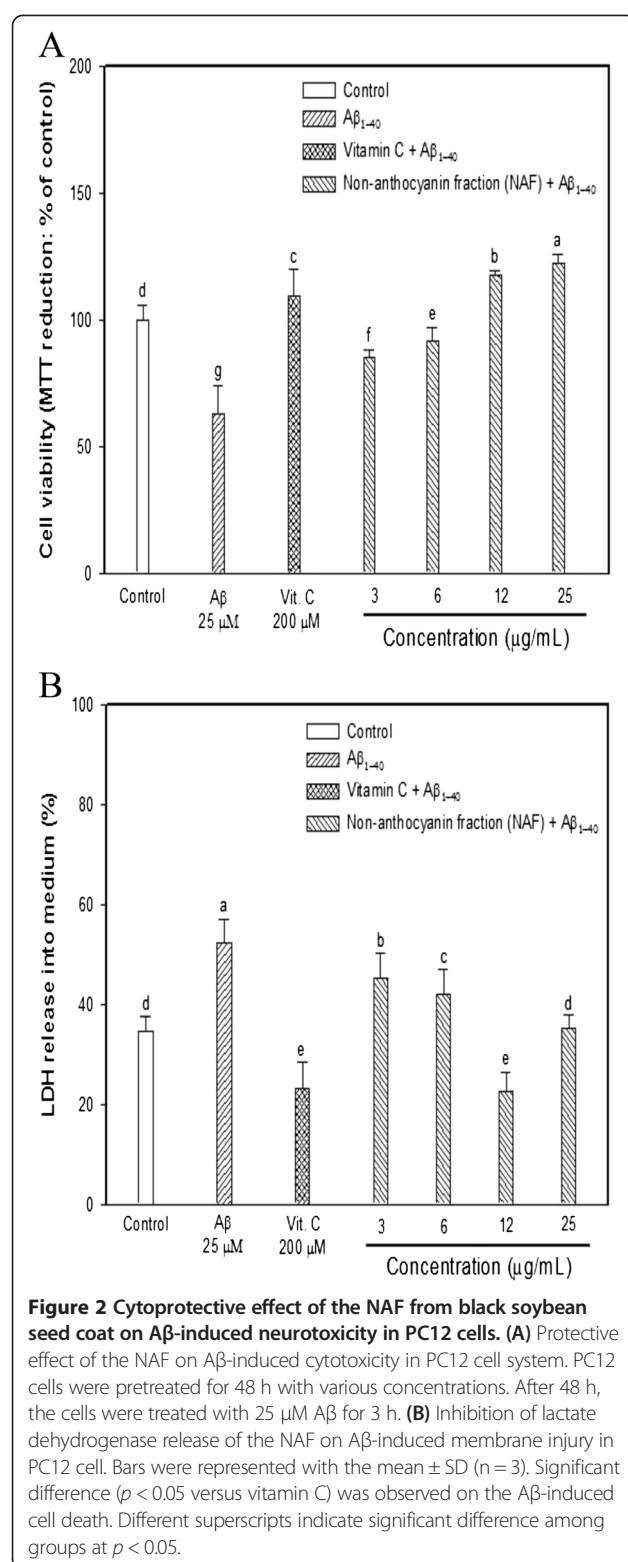 A
200
150
100
50
0
Cell viability (MTT reduction: % of control)
Control
Aβ1–40
Vitamin C + Aβ1–40
Non-anthocyanin fraction (NAF) + Aβ1–40
d
g
c
f
e
b
a
Control
Aβ
25 μM
Vit. C
200 μM
3
6
12
25
Concentration (μg/mL)
B
100
80
60
40
20
0
LDH release into medium (%)
Control
Aβ1–40
Vitamin C + Aβ1–40
Non-anthocyanin fraction (NAF) + Aβ1–40
d
a
e
b
c
e
d
Control
Aβ
25 μM
Vit. C
200 μM
3
6
12
25
Concentration (μg/mL)
Figure 2 Cytoprotective effect of the NAF from black soybean
seed coat on Aβ-induced neurotoxicity in PC12 cells. (A) Protective
effect of the NAF on Aβ-induced cytotoxicity in PC12 cell system. PC12
cells were pretreated for 48 h with various concentrations. After 48 h,
the cells were treated with 25 μM Aβ for 3 h. (B) Inhibition of lactate
dehydrogenase release of the NAF on Aβ-induced membrane injury in
PC12 cell. Bars were represented with the mean ± SD (n = 3). Significant
difference (p < 0.05 versus vitamin C) was observed on the Aβ-induced
cell death. Different superscripts indicate significant difference among
groups at p < 0.05.